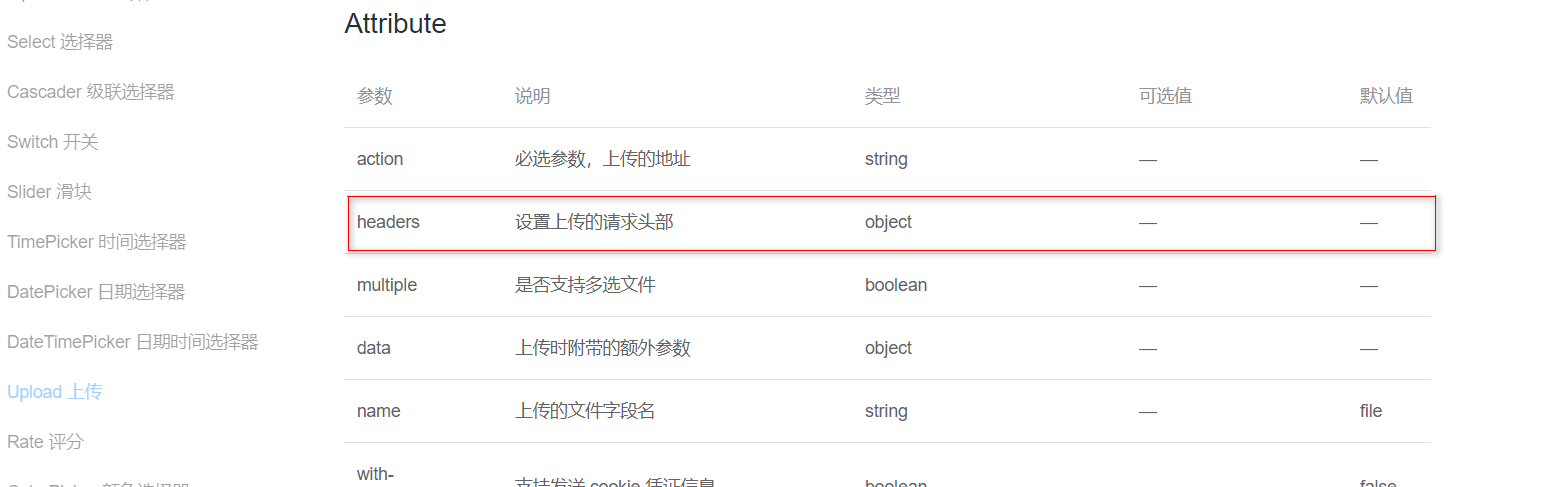 Select 选择器
Cascader 级联选择器
Switch 开关
Slider 滑块
TimePicker 时间选择器
DatePicker 日期选择器
DateTimePicker 日期时间选择器
Upload 上传
Rate 评分
Attribute
参数 说明 类型 可选值 默认值
action 必选参数，上传的地址 string — —
headers 设置上传的请求头部 object — —
multiple 是否支持多选文件 boolean — —
data 上传时附带的额外参数 object — —
name 上传的文件字段名 string — file
with- 支持发送 cookie 凭证信息 boolean false